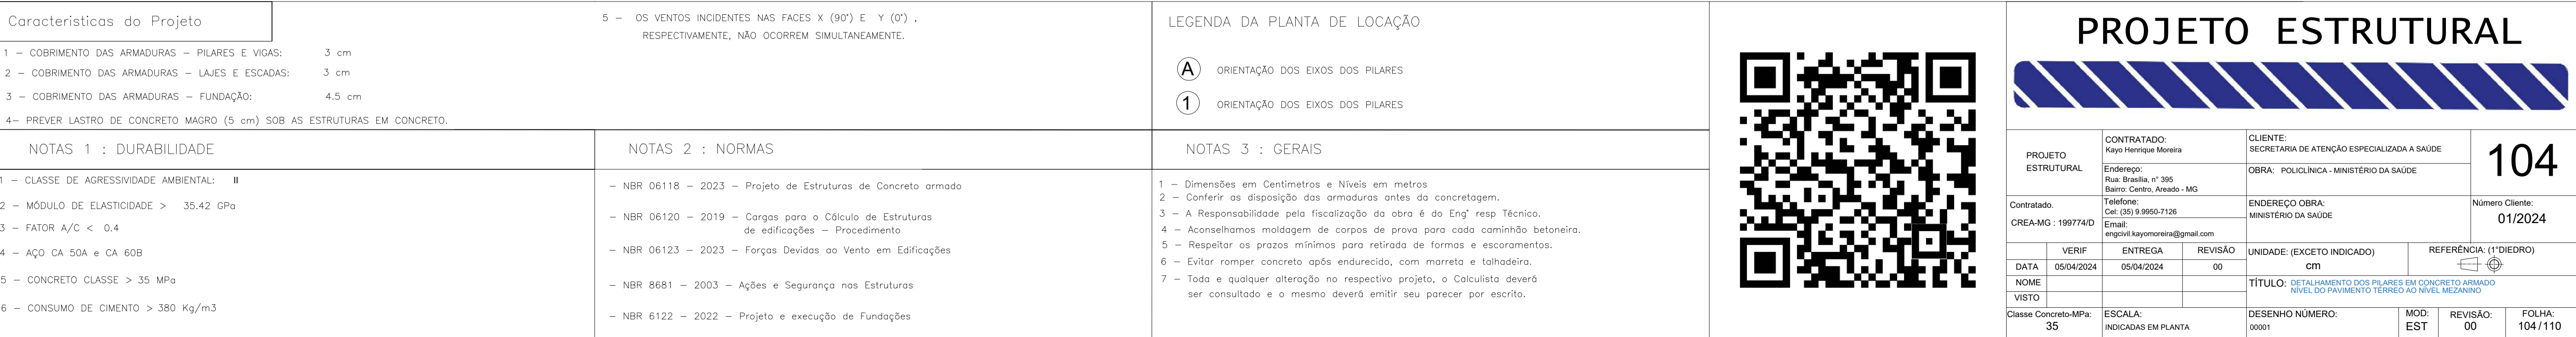 Caracteristicas do Projeto
1 – COBRIMENTO DAS ARMADURAS – PILARES E VIGAS: 3 cm
2 – COBRIMENTO DAS ARMADURAS – LAJES E ESCADAS: 3 cm
3 – COBRIMENTO DAS ARMADURAS – FUNDAÇÃO: 4.5 cm
4– PREVER LASTRO DE CONCRETO MAGRO (5 cm) SOB AS ESTRUTURAS EM CONCRETO.
5 – OS VENTOS INCIDENTES NAS FACES X (90°) E Y (0°) ,
RESPECTIVAMENTE, NÃO OCORREM SIMULTANEAMENTE.
LEGENDA DA PLANTA DE LOCAÇÃO
A ORIENTAÇÃO DOS EIXOS DOS PILARES
1 ORIENTAÇÃO DOS EIXOS DOS PILARES
NOTAS 1 : DURABILIDADE
1 – CLASSE DE AGRESSIVIDADE AMBIENTAL: II
2 – MÓDULO DE ELASTICIDADE > 35.42 GPa
3 – FATOR A/C < 0.4
4 – AÇO CA 50A e CA 60B
5 – CONCRETO CLASSE > 35 MPa
6 – CONSUMO DE CIMENTO > 380 Kg/m3
NOTAS 2 : NORMAS
– NBR 06118 – 2023 – Projeto de Estruturas de Concreto armado
– NBR 06120 – 2019 – Cargas para o Cálculo de Estruturas
de edificações – Procedimento
– NBR 06123 – 2023 – Forças Devidas ao Vento em Edificações
– NBR 8681 – 2003 – Ações e Segurança nas Estruturas
– NBR 6122 – 2022 – Projeto e execução de Fundações
NOTAS 3 : GERAIS
1 – Dimensões em Centimetros e Níveis em metros
2 – Conferir as disposição das armaduras antes da concretagem.
3 – A Responsabilidade pela fiscalização da obra é do Eng° resp Técnico.
4 – Aconselhamos moldagem de corpos de prova para cada caminhão betoneira.
5 – Respeitar os prazos mínimos para retirada de formas e escoramentos.
6 – Evitar romper concreto após endurecido, com marreta e talhadeira.
7 – Toda e qualquer alteração no respectivo projeto, o Calculista deverá
ser consultado e o mesmo deverá emitir seu parecer por escrito.
PROJETO ESTRUTURAL
PROJETO
ESTRUTURAL
CONTRATADO:
Kayo Henrique Moreira
Endereço:
Rua: Brasília, n° 395
Bairro: Centro, Areado - MG
CLIENTE:
SECRETARIA DE ATENÇÃO ESPECIALIZADA A SAÚDE
OBRA: POLICLÍNICA - MINISTÉRIO DA SAÚDE
104
Contratado.
CREA-MG : 199774/D
Telefone:
Cel: (35) 9.9950-7126
Email:
engcivil.kayomoreira@gmail.com
ENDEREÇO OBRA:
MINISTÉRIO DA SAÚDE
Número Cliente:
01/2024
VERIF ENTREGA REVISÃO
DATA 05/04/2024 05/04/2024 00
NOME
VISTO
UNIDADE: (EXCETO INDICADO)
cm
REFERÊNCIA: (1°DIEDRO)
TÍTULO: DETALHAMENTO DOS PILARES EM CONCRETO ARMADO
NÍVEL DO PAVIMENTO TÉRREO AO NÍVEL MEZANINO
Classe Concreto-MPa:
35
ESCALA:
INDICADAS EM PLANTA
DESENHO NÚMERO:
00001
MOD:
EST
REVISÃO:
00
FOLHA:
104/110